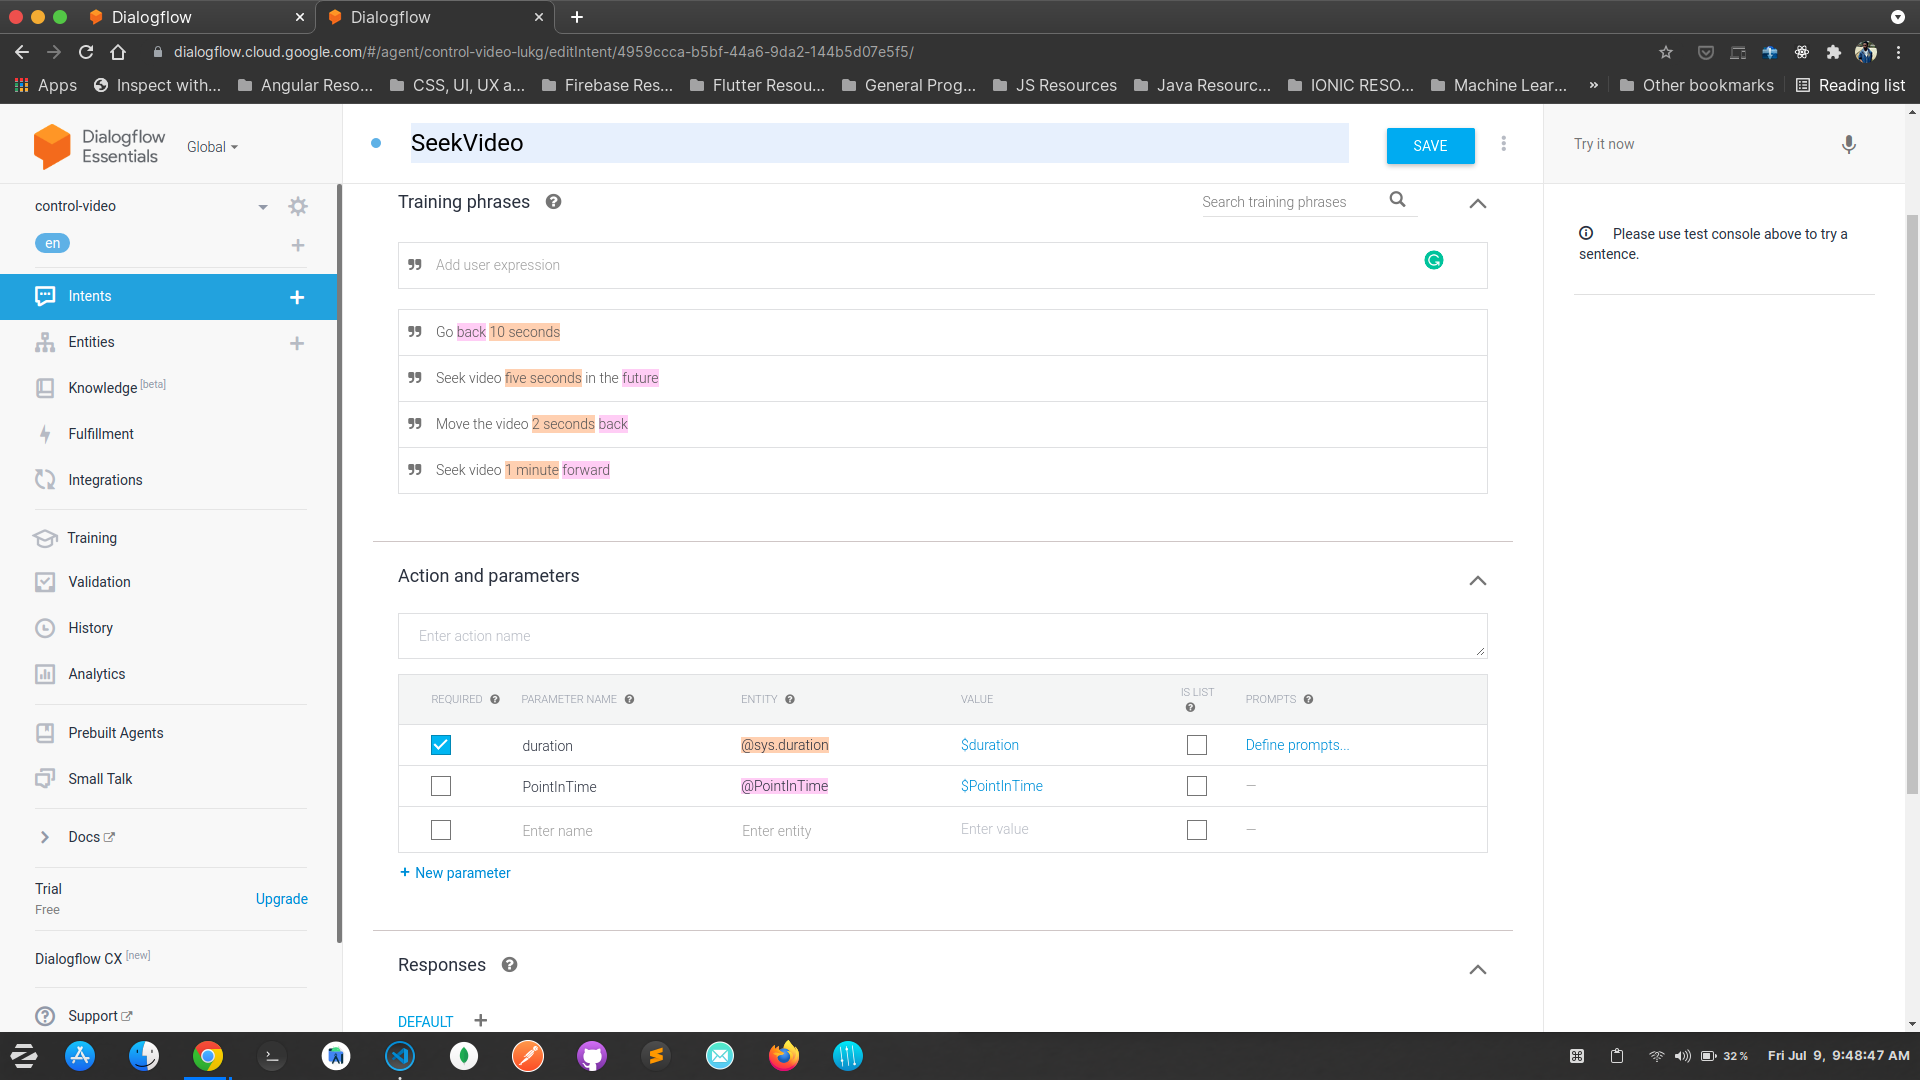 Dialogflow
Dialogflow
dialogflow.cloud.google.com/#/agent/control-video-lukg/editIntent/4959ccca-b5bf-44a6-9da2-144b5d07e5f5/
Apps
Inspect with...
Angular Reso...
CSS, UI, UX a...
Firebase Res...
Flutter Resou...
General Prog...
JS Resources
Java Resourc...
IONIC RESO...
Machine Lear...
»
Other bookmarks
Reading list
Dialogflow
Essentials
Global
control-video
en
Intents
Entities
Knowledge [beta]
Fulfillment
Integrations
Training
Validation
History
Analytics
Prebuilt Agents
Small Talk
Docs
Trial
Free
Upgrade
Dialogflow CX [new]
Support
SeekVideo
SAVE
Training phrases
Search training phrases
Add user expression
Go back 10 seconds
Seek video five seconds in the future
Move the video 2 seconds back
Seek video 1 minute forward
Action and parameters
Enter action name
REQUIRED PARAMETER NAME ENTITY VALUE IS LIST PROMPTS
duration @sys.duration $duration Define prompts...
PointInTime @PointInTime $PointInTime –
Enter name Enter entity Enter value –
+ New parameter
Responses
DEFAULT +
Try it now
Please use test console above to try a
sentence.
32 %
Fri Jul 9, 9:48:47 AM